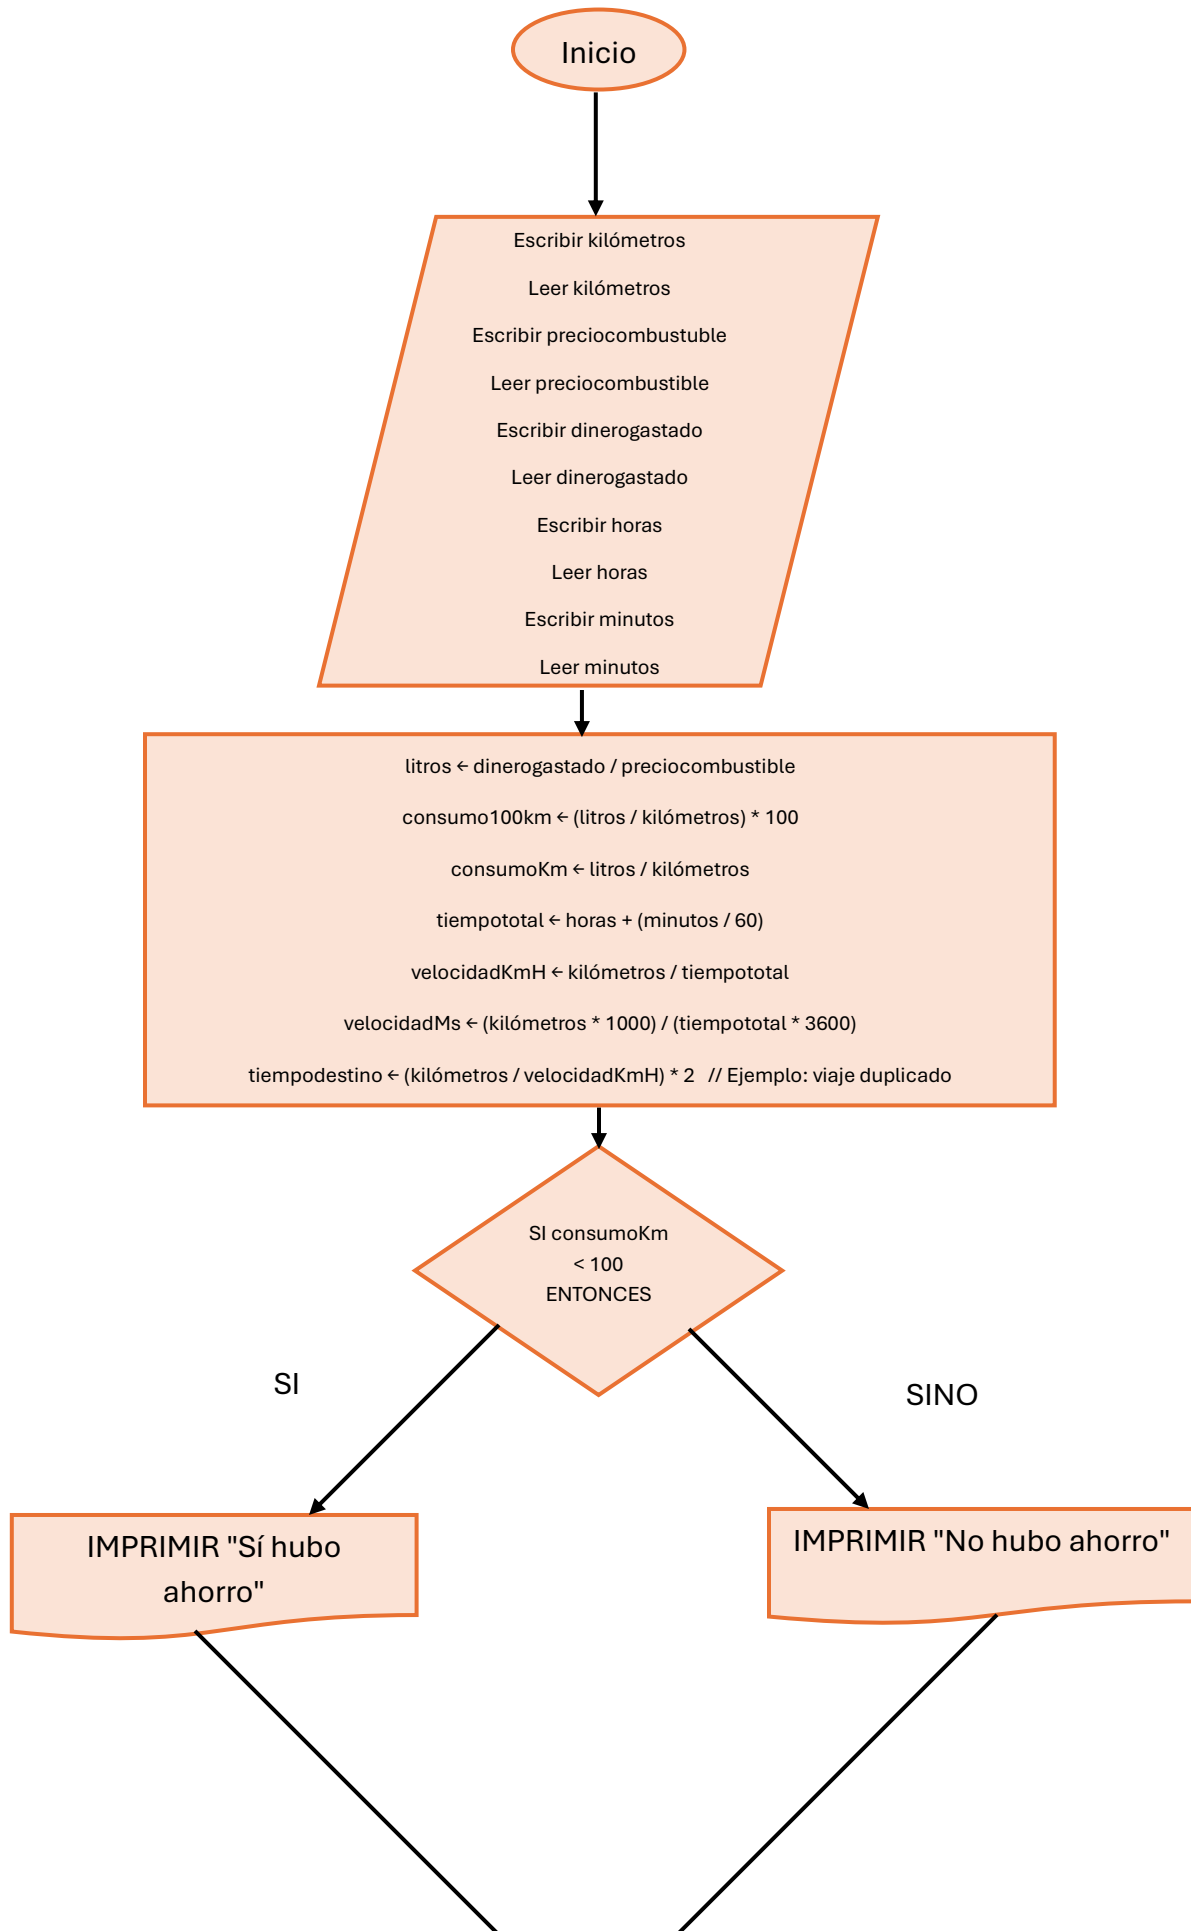 Inicio
Escribir kilómetros
Leer kilómetros
Escribir preciocombustuble
Leer preciocombustible
Escribir dinerogastado
Leer dinerogastado
Escribir horas
Leer horas
Escribir minutos
Leer minutos
litros ← dinerogastado / preciocombustible
consumo100km ← (litros / kilómetros) * 100
consumoKm ← litros / kilómetros
tiempototal ← horas + (minutos / 60)
velocidadKmH ← kilómetros / tiempototal
velocidadMs ← (kilómetros * 1000) / (tiempototal * 3600)
tiempodestino ← (kilómetros / velocidadKmH) * 2 // Ejemplo: viaje duplicado
SI consumoKm
< 100
ENTONCES
SI
SINO
IMPRIMIR "Sí hubo
ahorro"
IMPRIMIR "No hubo ahorro"